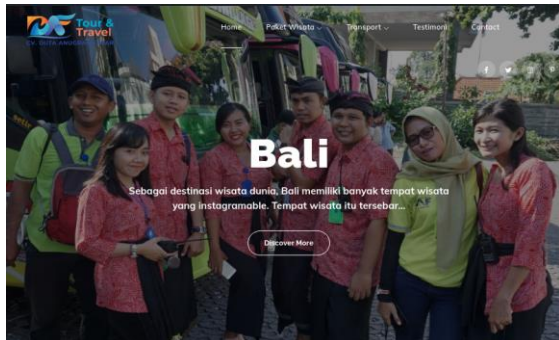 Tour &
Travel
Home
Paket Wisata
Transport
Testimoni
Contact
Bali
Sebagai destinasi wisata dunia, Bali memiliki banyak tempat wisata
yang instagramable. Tempat wisata itu tersebar...
Discover More